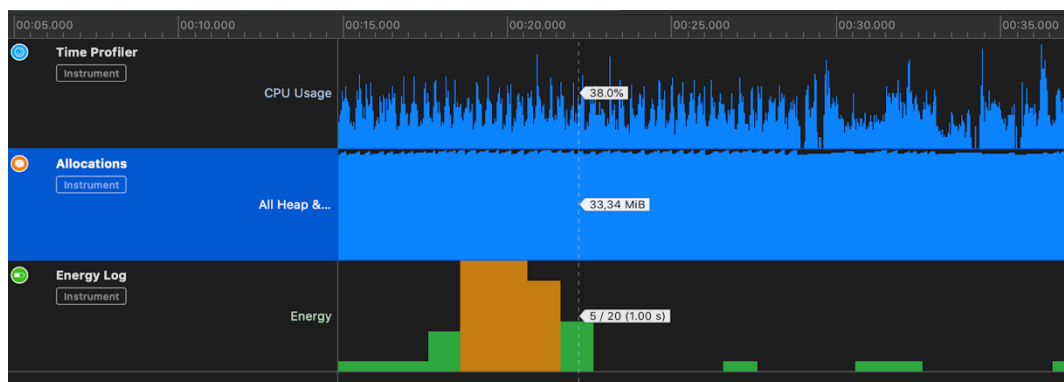 00:05.000 00:10.000 00:15.000 00:20.000 00:25.000 00:30.000 00:35.000
Time Profiler
Instrument
CPU Usage
38.0%
Allocations
Instrument
All Heap &...
33,34 MiB
Energy Log
Instrument
Energy
5 / 20 (1.00 s)